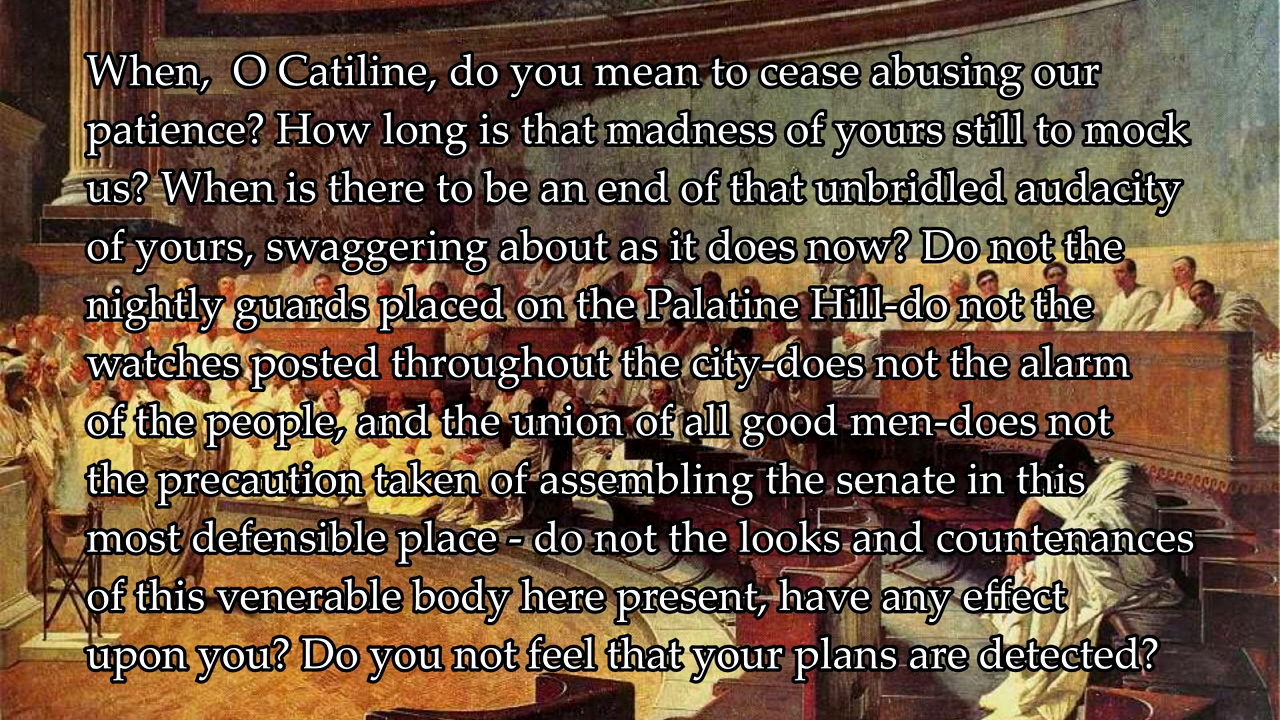 When,  O Catiline, do you mean to cease abusing our
patience? How long is that madness of yours still to mock
us? When is there to be an end of that unbridled audacity
of yours, swaggering about as it does now? Do not the
nightly guards placed on the Palatine Hill-do not the
watches posted throughout the city-does not the alarm
of the people, and the union of all good men-does not
the precaution taken of assembling the senate in this
most defensible place - do not the looks and countenances
of this venerable body here present, have any effect
upon you? Do you not feel that your plans are detected?